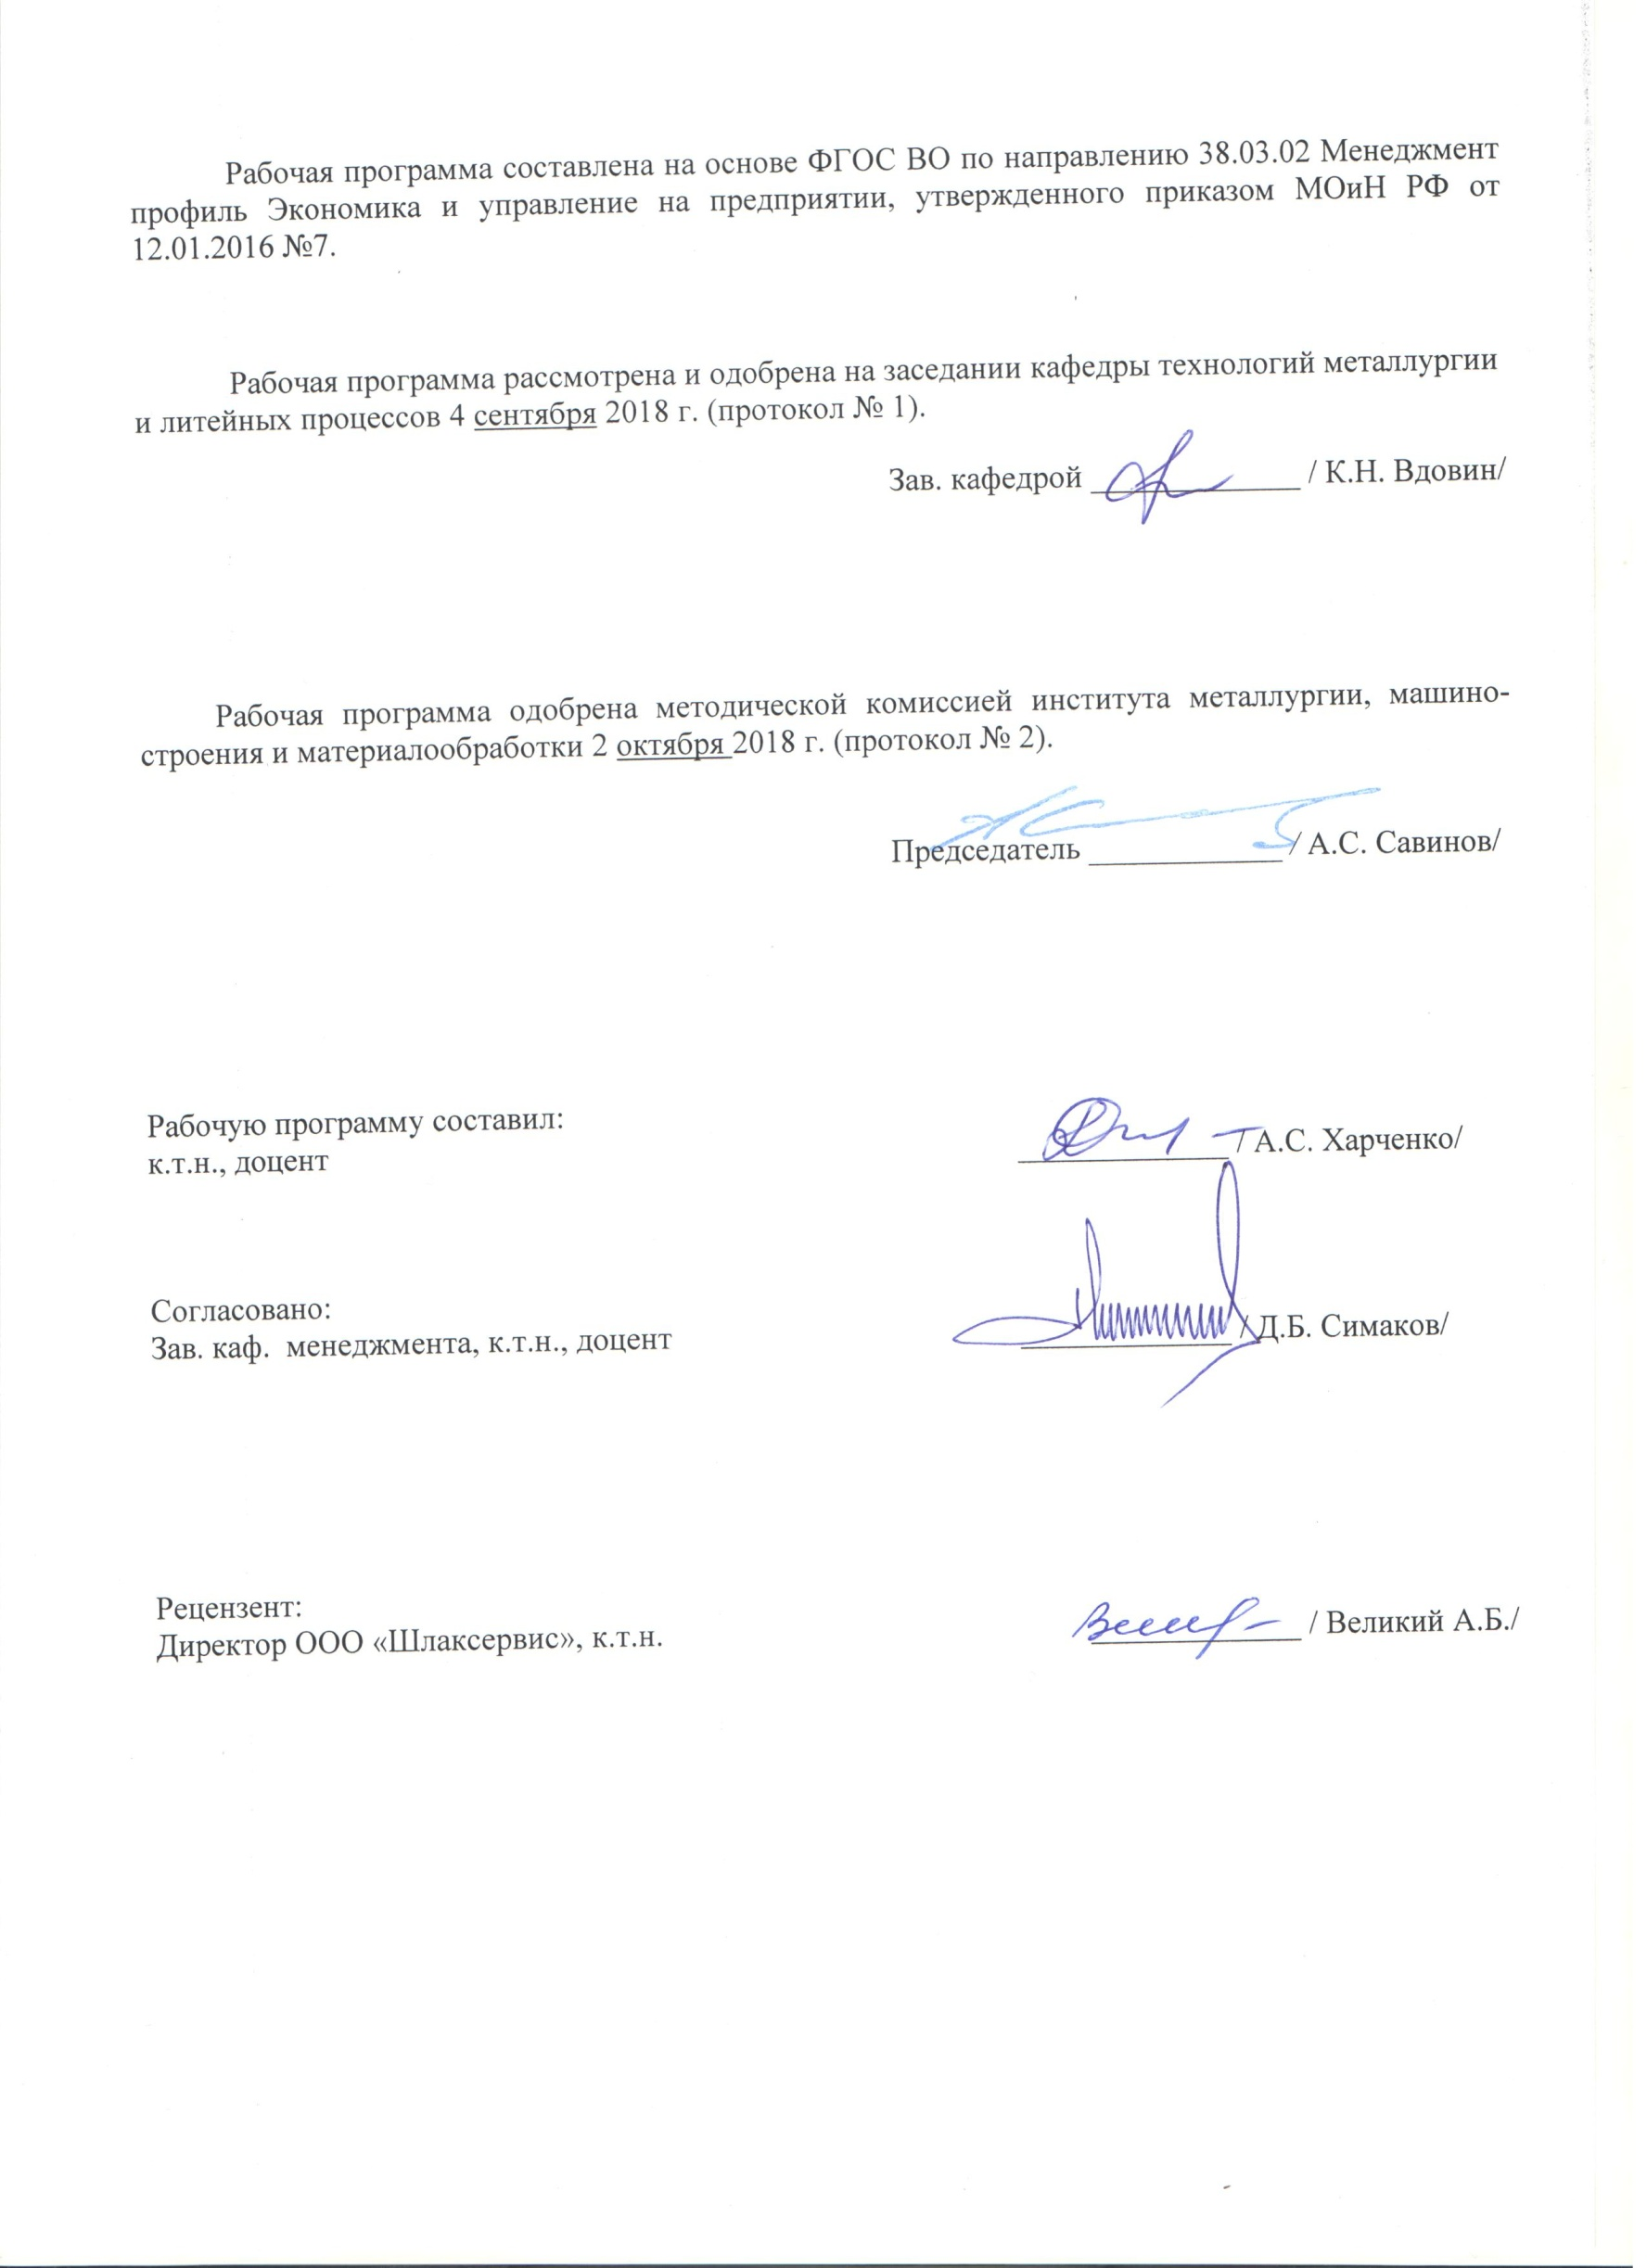 Рабочая программа составлена на основе ФГОС ВО по направлению 38.03.02 Менеджмент
профиль Экономика и управление на предприятии, утвержденного приказом МОиН РФ от
12.01.2016 №7.
Рабочая программа рассмотрена и одобрена на заседании кафедры технологий металлургии
и литейных процессов 4 сентября 2018 г. (протокол № 1).
Зав. кафедрой ____________ / К.Н. Вдовин/
Рабочая программа одобрена методической комиссией института металлургии, машино-
строения и материалообработки 2 октября 2018 г. (протокол № 2).
Председатель ____________ / А.С. Савинов/
Рабочую программу составил:
к.т.н., доцент ____________ / А.С. Харченко/
Согласовано:
Зав. каф. менеджмента, к.т.н., доцент ____________ / Д.Б. Симаков/
Рецензент:
Директор ООО «Шлаксервис», к.т.н. ____________ / Великий А.Б./